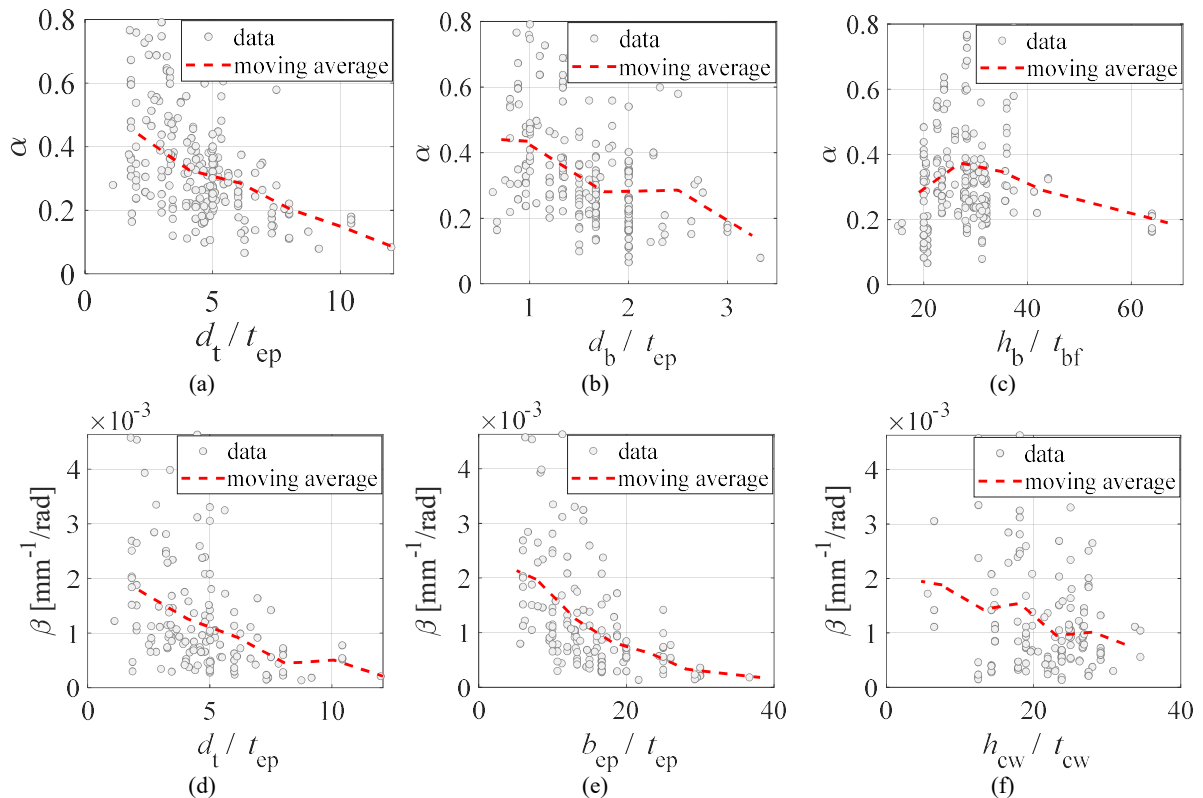 data
moving average
0.8
0.6
0.4
0.2
0
α
0
5
10
d_t / t_ep
(a)
data
moving average
0.8
0.6
0.4
0.2
0
α
1
2
3
d_b / t_ep
(b)
data
moving average
0.8
0.6
0.4
0.2
0
α
20
40
60
h_b / t_bf
(c)
×10^-3
data
moving average
4
3
2
1
0
β [mm^-1/rad]
0
5
10
d_t / t_ep
(d)
×10^-3
data
moving average
4
3
2
1
0
β [mm^-1/rad]
0
20
40
b_ep / t_ep
(e)
×10^-3
data
moving average
4
3
2
1
0
β [mm^-1/rad]
0
20
40
h_cw / t_cw
(f)